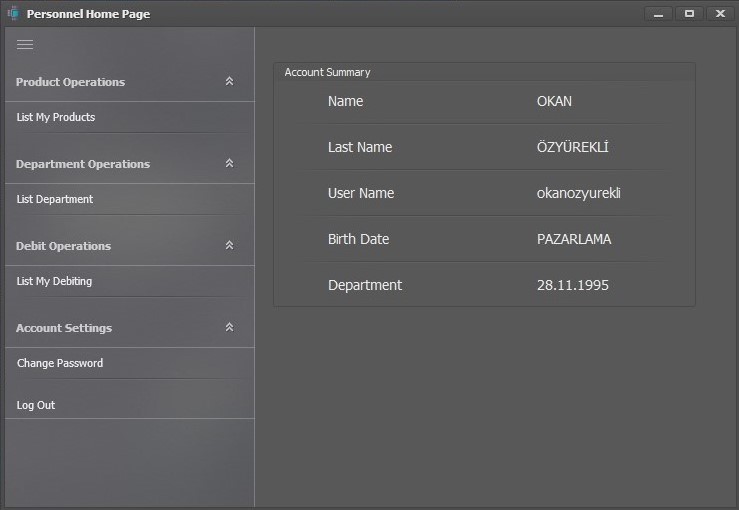 Personnel Home Page
Product Operations
List My Products
Department Operations
List Department
Debit Operations
List My Debiting
Account Settings
Change Password
Log Out
Account Summary
Name OKAN
Last Name ÖZYÜREKLİ
User Name okanozyurekli
Birth Date PAZARLAMA
Department 28.11.1995